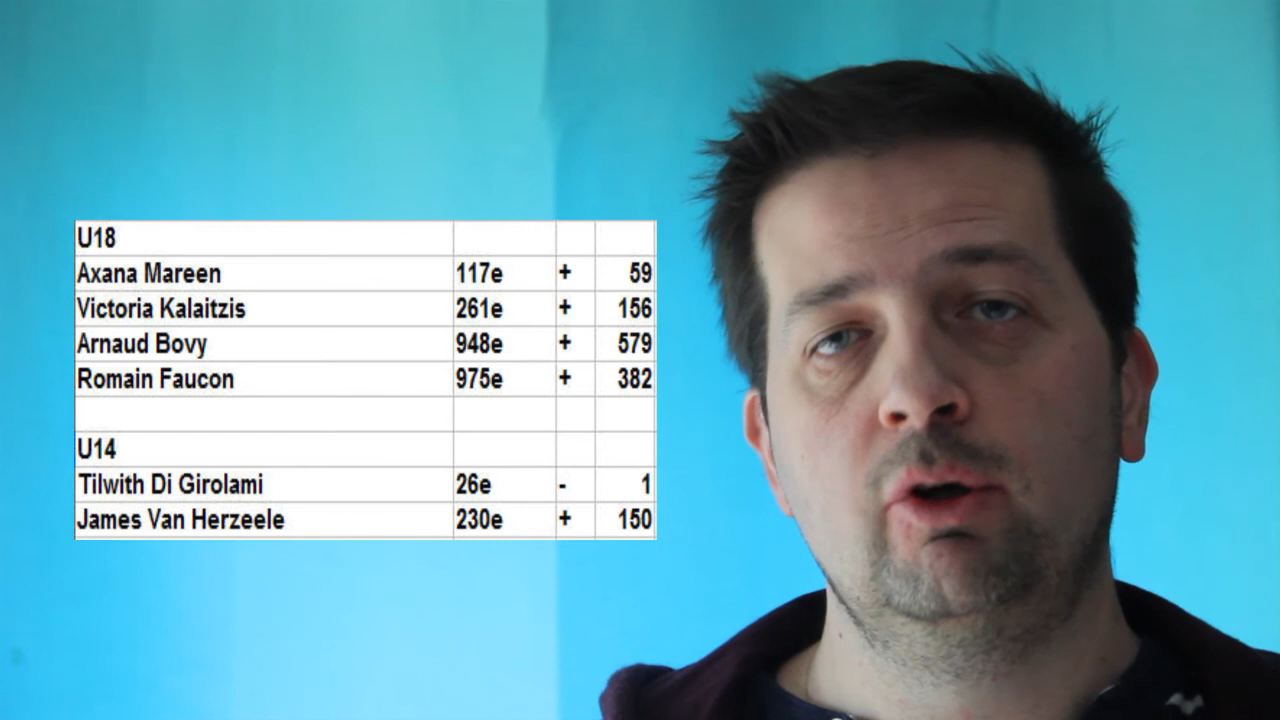 U18
Axana Mareen 117e + 59
Victoria Kalaitzis 261e + 156
Arnaud Bovy 948e + 579
Romain Faucon 975e + 382
U14
Tilwith Di Girolami 26e - 1
James Van Herzeele 230e + 150